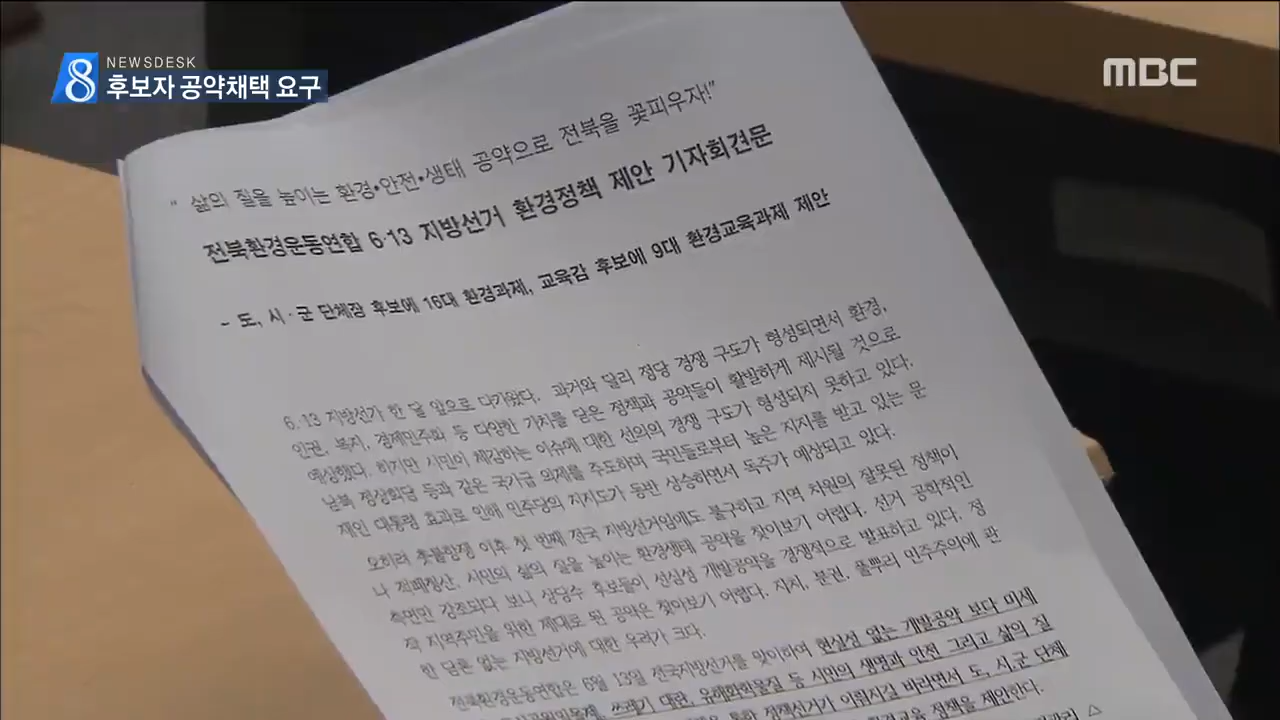 NEWSDESK
8 후보자 공약채택 요구
MBC
" 삶의 질을 높이는 환경•안전•생태 공약으로 전북을 꽃피우자!"
전북환경운동연합 6·13 지방선거 환경정책 제안 기자회견문
- 도, 시·군 단체장 후보에 16대 환경과제, 교육감 후보에 9대 환경교육과제 제안
6.13 지방선가 한 달 앞으로 다가왔다. 과거와 달리 정당 경쟁 구도가 형성되면서 환경,
인권, 복지, 경제민주화 등 다양한 가치를 담은 정책과 공약들이 활발하게 제시될 것으로
예상했다. 하지만 시민이 체감하는 이슈에 대한 선의의 경쟁 구도가 형성되지 못하고 있다.
남북 정상회담 등과 같은 국가급 의제를 주도하며 국민들로부터 높은 지지를 받고 있는 문
재인 대통령 효과로 인해 민주당의 지지도가 동반 상승하면서 독주가 예상되고 있다.
오히려 촛불항쟁 이후 첫 번째 전국 지방선거임에도 불구하고 지역 차원의 잘못된 정책이
나 적폐청산, 시민의 삶의 질을 높이는 환경생태 공약을 찾아보기 어렵다. 선거 공학적인
측면만 강조되다 보니 상당수 후보들이 선심성 개발공약을 경쟁적으로 발표하고 있다. 정
작 지역주민을 위한 제대로 된 공약은 찾아보기 어렵다. 자치, 분권, 풀뿌리 민주주의에 관
한 담론 없는 지방선거에 대한 우려가 크다.
전북환경운동연합은 6월 13일 전국지방선거를 맞이하여 현실성 없는 개발공약 보다 미세
쓰레기 대란, 유해화학물질 등 시민의 생명과 안전 그리고 삶의 질
통한 정책선거가 이뤄지길 바라면서 도, 시,군 단체
환경교육 정책을 제안한다.